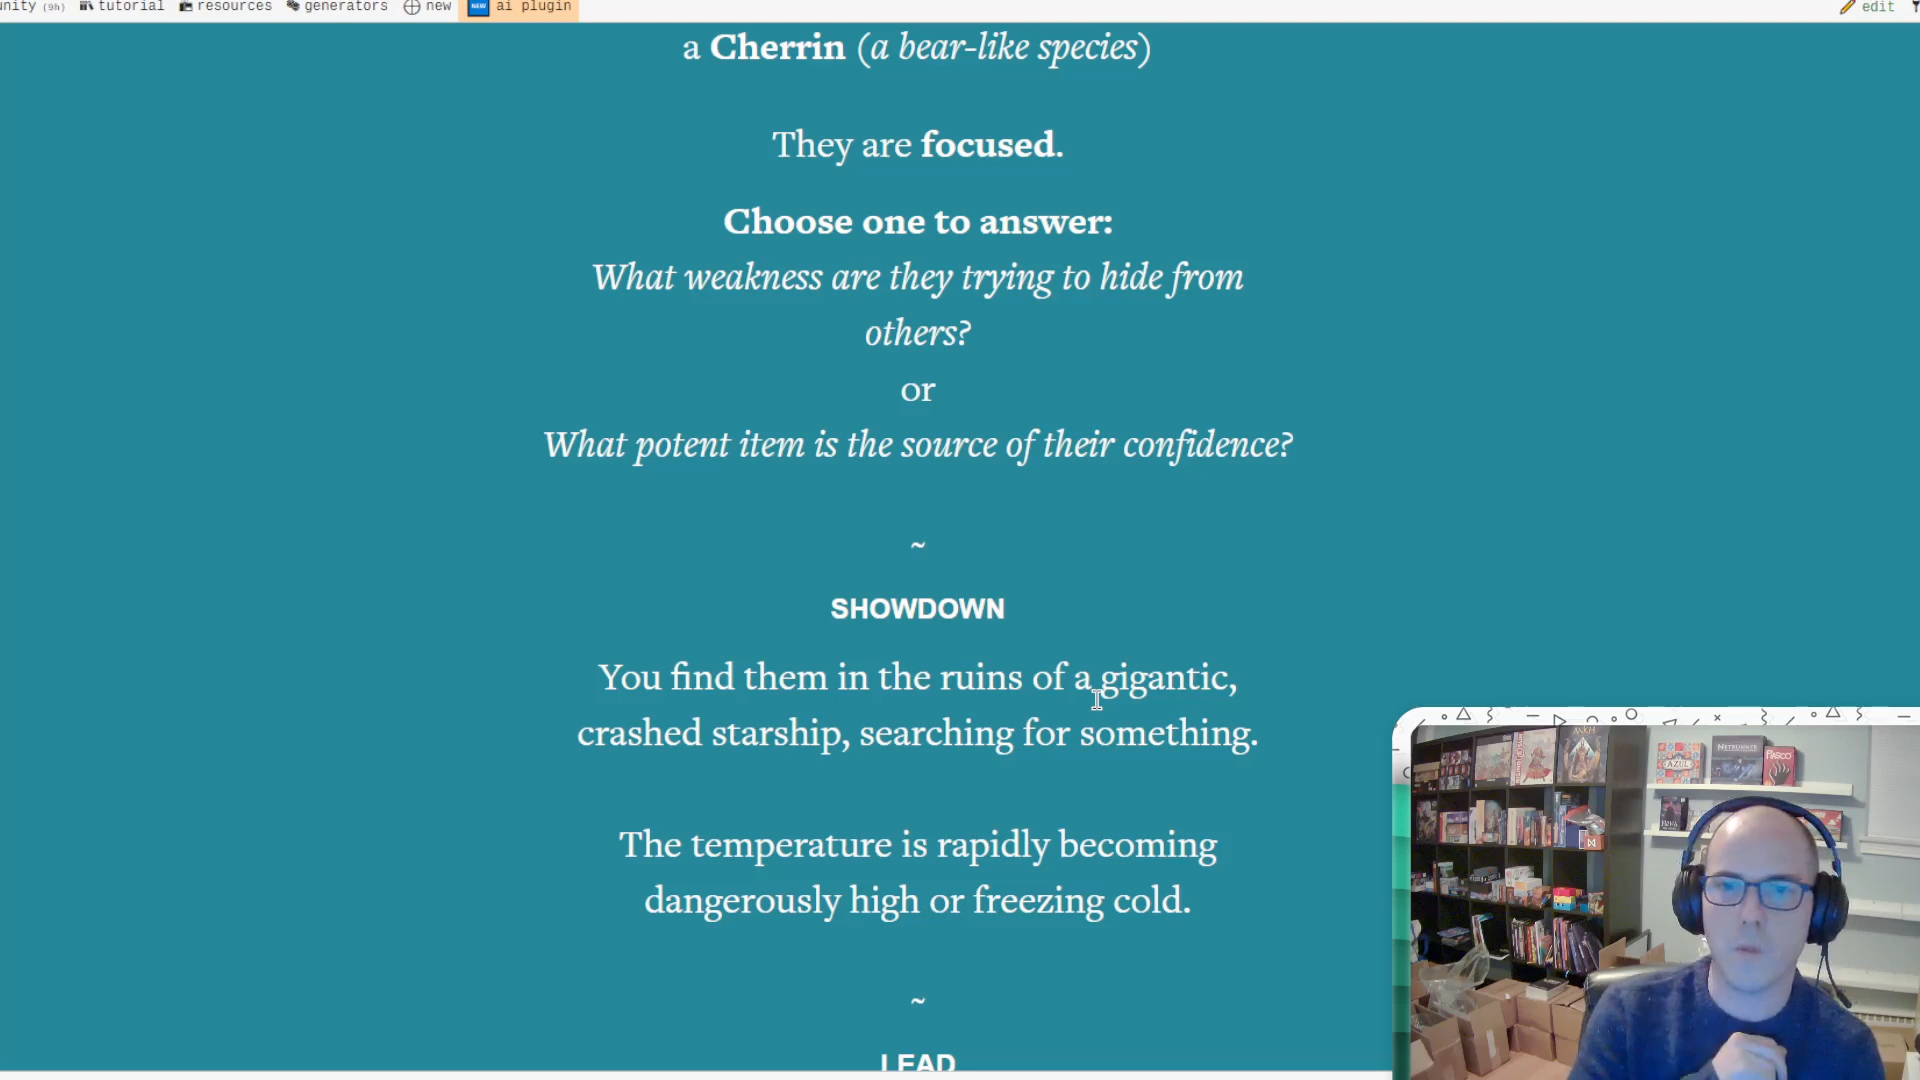 unity (9h) tutorial resources generators new NEW ai plugin edit
a Cherrin (a bear-like species)
They are focused.
Choose one to answer:
What weakness are they trying to hide from
others?
or
What potent item is the source of their confidence?
~
SHOWDOWN
You find them in the ruins of a gigantic,
crashed starship, searching for something.
The temperature is rapidly becoming
dangerously high or freezing cold.
~
LEAD
ANKH
AZUL
NETRUNNER
FIASCO